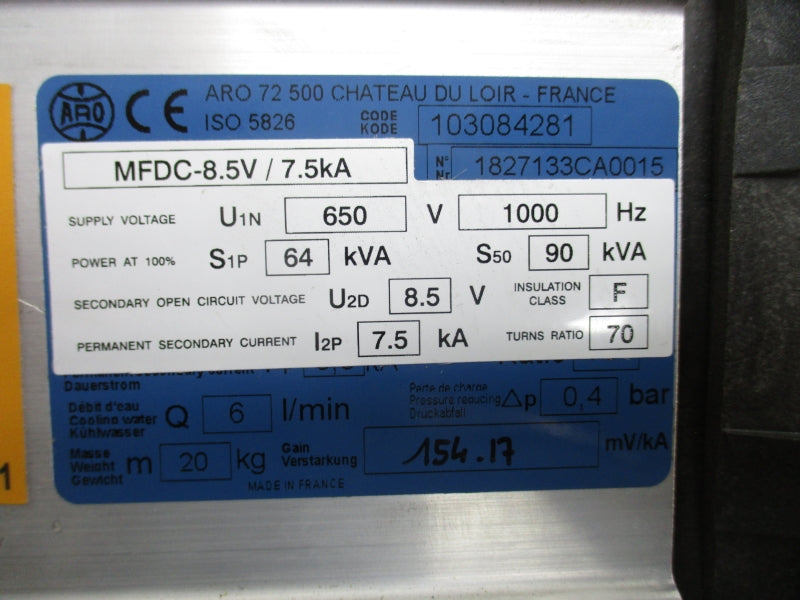 ARO CE ARO 72 500 CHATEAU DU LOIR - FRANCE
ISO 5826 CODE KODE 103084281
MFDC-8.5V / 7.5kA N° Nr 1827133CA0015
SUPPLY VOLTAGE U1N 650 V 1000 Hz
POWER AT 100% S1P 64 kVA S50 90 kVA
SECONDARY OPEN CIRCUIT VOLTAGE U2D 8.5 V INSULATION CLASS F
PERMANENT SECONDARY CURRENT I2P 7.5 kA TURNS RATIO 70
Dauerstrom
Débit d'eau Cooling water Kühlwasser Q 6 l/min Perte de charge Pressure reducing Druckabfall Δp 0,4 bar
Masse Weight Gewicht m 20 kg Gain Verstarkung 154.17 mV/kA
MADE IN FRANCE
1